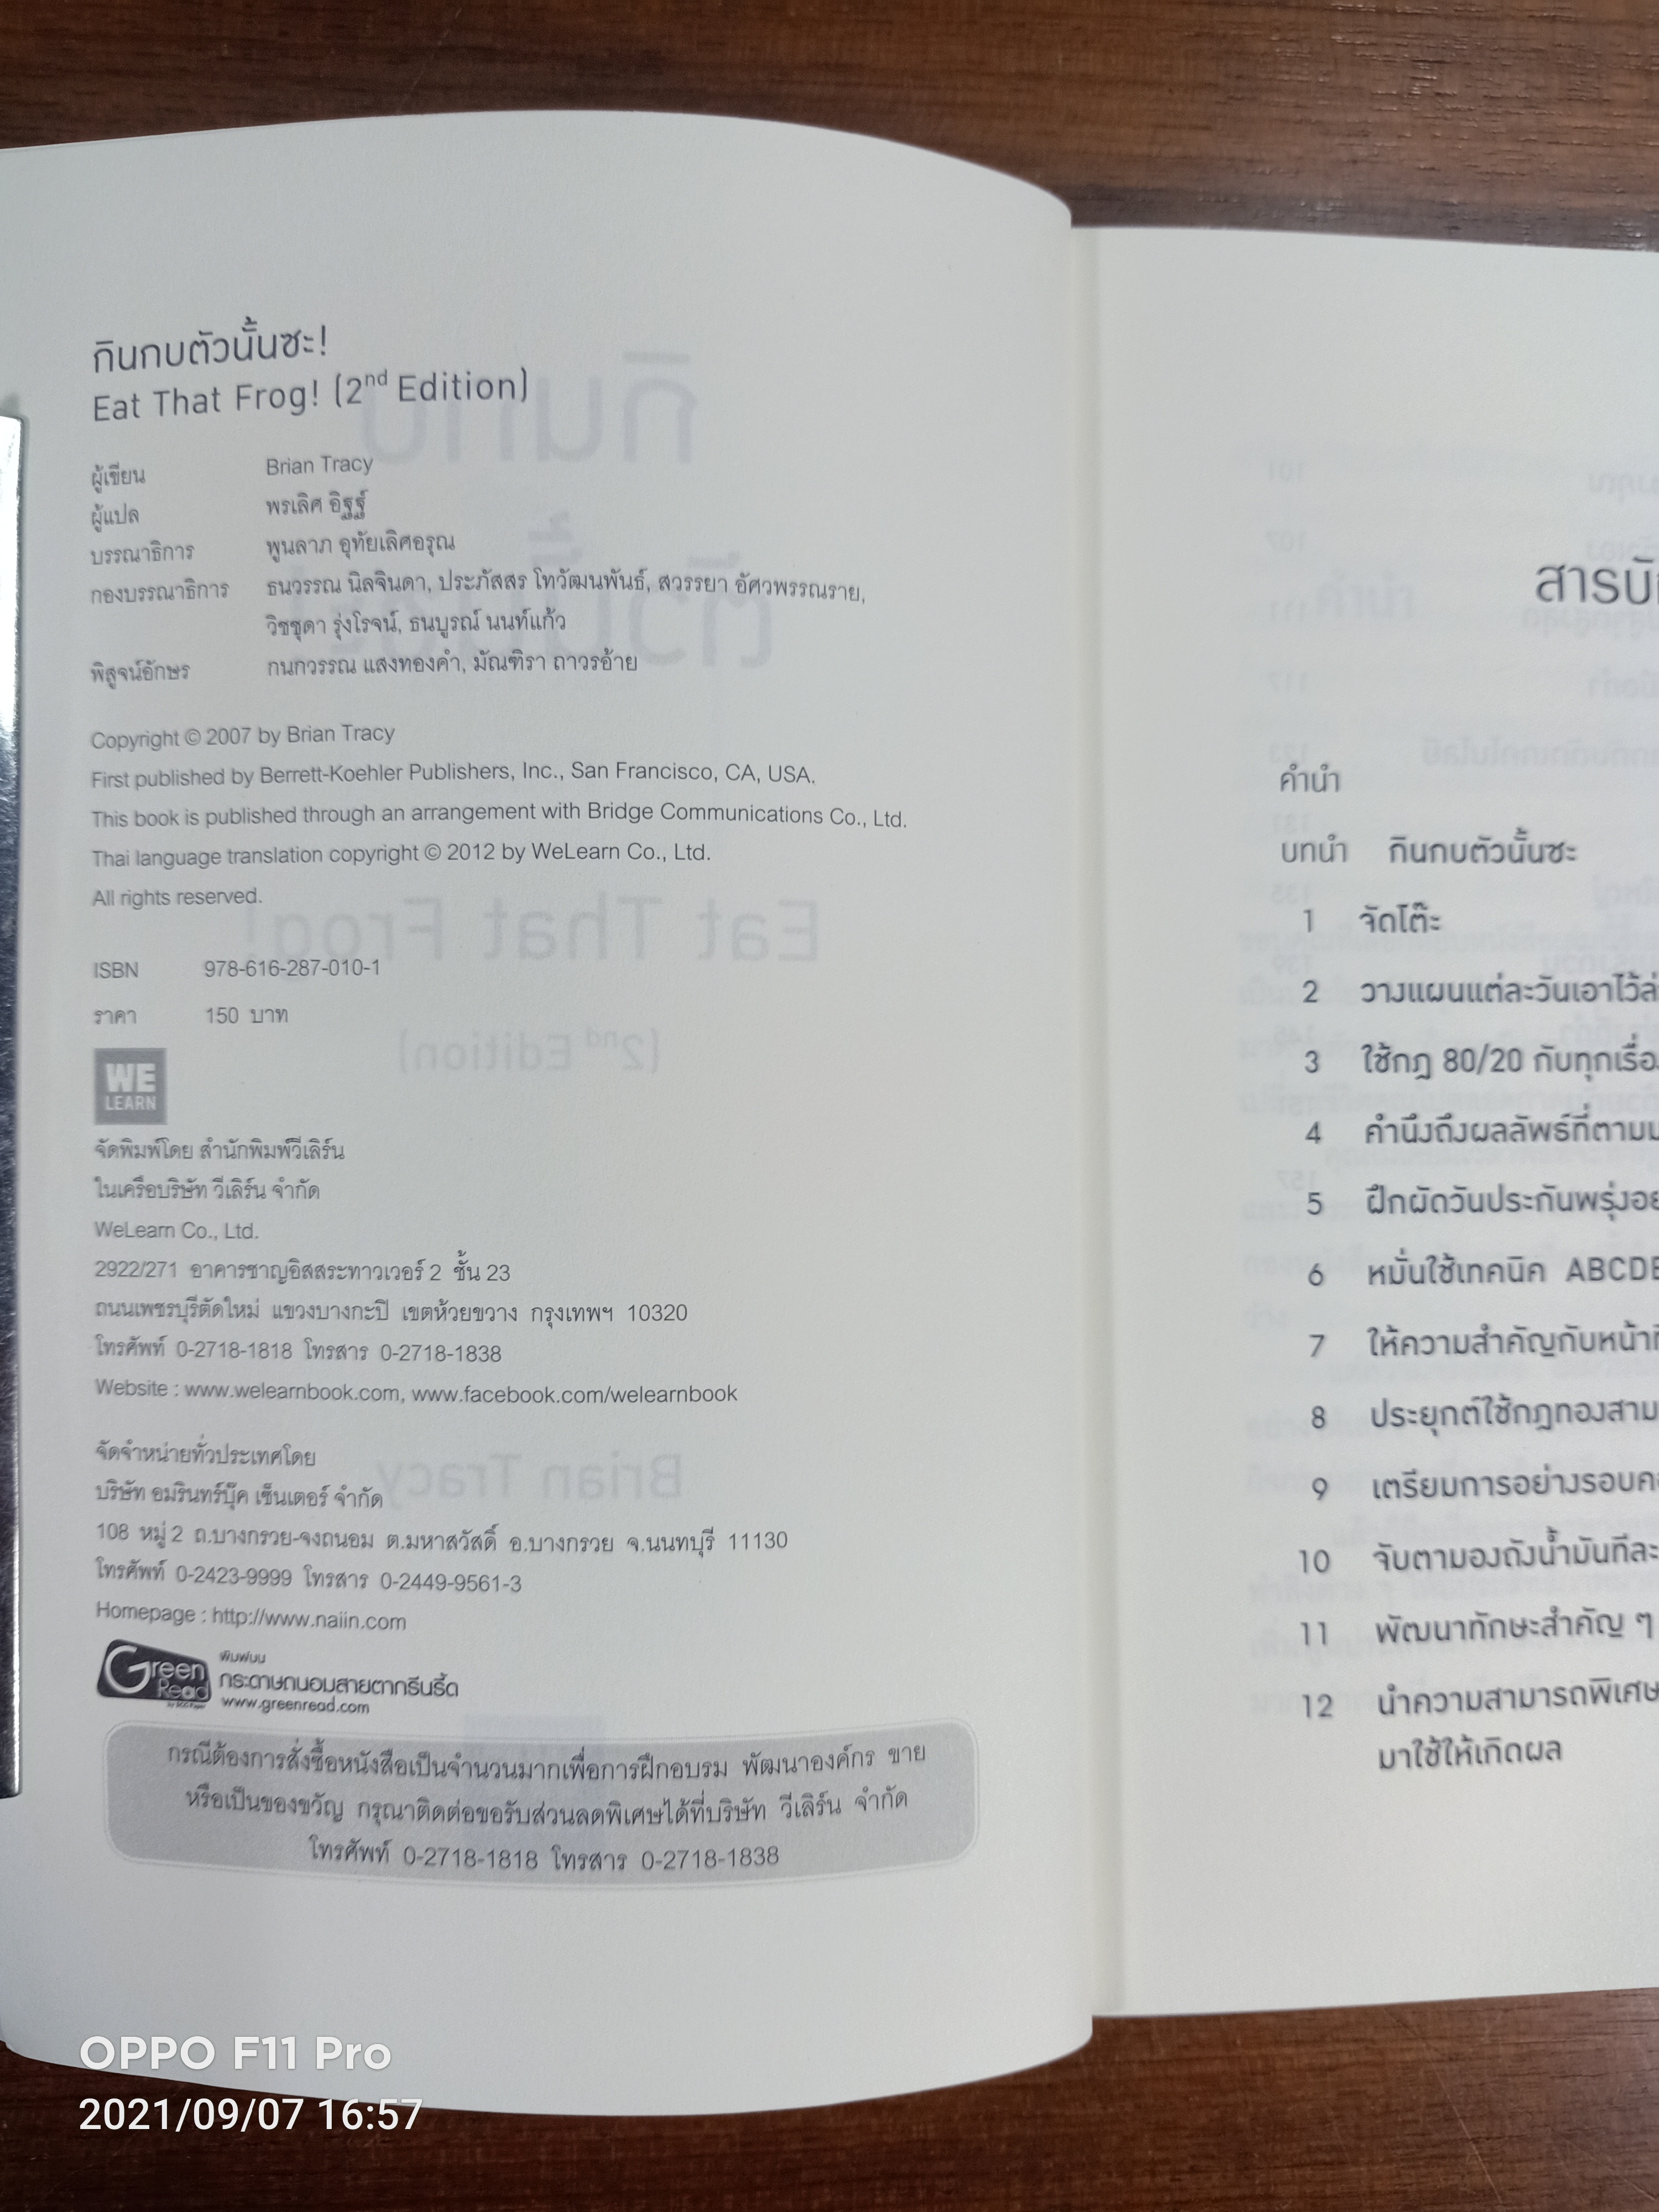 กินกบตัวนั้นซะ!
Eat That Frog! (2nd Edition)
ผู้เขียน Brian Tracy
ผู้แปล พรเลิศ อิฐฐ์
บรรณาธิการ พูนลาภ อุทัยเลิศอรุณ
กองบรรณาธิการ ธนวรรณ นิลจินดา, ประภัสสร โทวัฒนพันธ์, สวรรยา อัศวพรรณราย,
วิชชุดา รุ่งโรจน์, ธนบูรณ์ นนท์แก้ว
พิสูจน์อักษร กนกวรรณ แสงทองคำ, มัณฑิรา ถาวรอ้าย
Copyright © 2007 by Brian Tracy
First published by Berrett-Koehler Publishers, Inc., San Francisco, CA, USA.
This book is published through an arrangement with Bridge Communications Co., Ltd.
Thai language translation copyright © 2012 by WeLearn Co., Ltd.
All rights reserved.
ISBN 978-616-287-010-1
ราคา 150 บาท
WE
LEARN
จัดพิมพ์โดย สำนักพิมพ์วีเลิร์น
ในเครือบริษัท วีเลิร์น จำกัด
WeLearn Co., Ltd.
2922/271 อาคารชาญอิสสระทาวเวอร์ 2 ชั้น 23
ถนนเพชรบุรีตัดใหม่ แขวงบางกะปิ เขตห้วยขวาง กรุงเทพฯ 10320
โทรศัพท์ 0-2718-1818 โทรสาร 0-2718-1838
Website : www.welearnbook.com, www.facebook.com/welearnbook
จัดจำหน่ายทั่วประเทศโดย
บริษัท อมรินทร์บุ๊ค เซ็นเตอร์ จำกัด
108 หมู่ 2 ถ.บางกรวย-จงถนอม ต.มหาสวัสดิ์ อ.บางกรวย จ.นนทบุรี 11130
โทรศัพท์ 0-2423-9999 โทรสาร 0-2449-9561-3
Homepage : http://www.naiin.com
Green Read
พิมพ์บน
กระดาษถนอมสายตากรีนรี้ด
www.greenread.com
กรณีต้องการสั่งซื้อหนังสือเป็นจำนวนมากเพื่อการฝึกอบรม พัฒนาองค์กร ขาย
หรือเป็นของขวัญ กรุณาติดต่อขอรับส่วนลดพิเศษได้ที่บริษัท วีเลิร์น จำกัด
โทรศัพท์ 0-2718-1818 โทรสาร 0-2718-1838
สารบั
คำนำ
บทนำ กินกบตัวนั้นซะ
1 จัดโต๊ะ
2 วางแผนแต่ละวันเอาไว้ล่
3 ใช้กฎ 80/20 กับทุกเรื่อง
4 คำนึงถึงผลลัพธ์ที่ตามม
5 ฝึกผัดวันประกันพรุ่งอย
6 หมั่นใช้เทคนิค ABCDE
7 ให้ความสำคัญกับหน้าที
8 ประยุกต์ใช้กฎทองสาม
9 เตรียมการอย่างรอบค
10 จับตามองถังน้ำมันทีละ
11 พัฒนาทักษะสำคัญ ๆ
12 นำความสามารถพิเศษ
มาใช้ให้เกิดผล
OPPO F11 Pro
2021/09/07 16:57